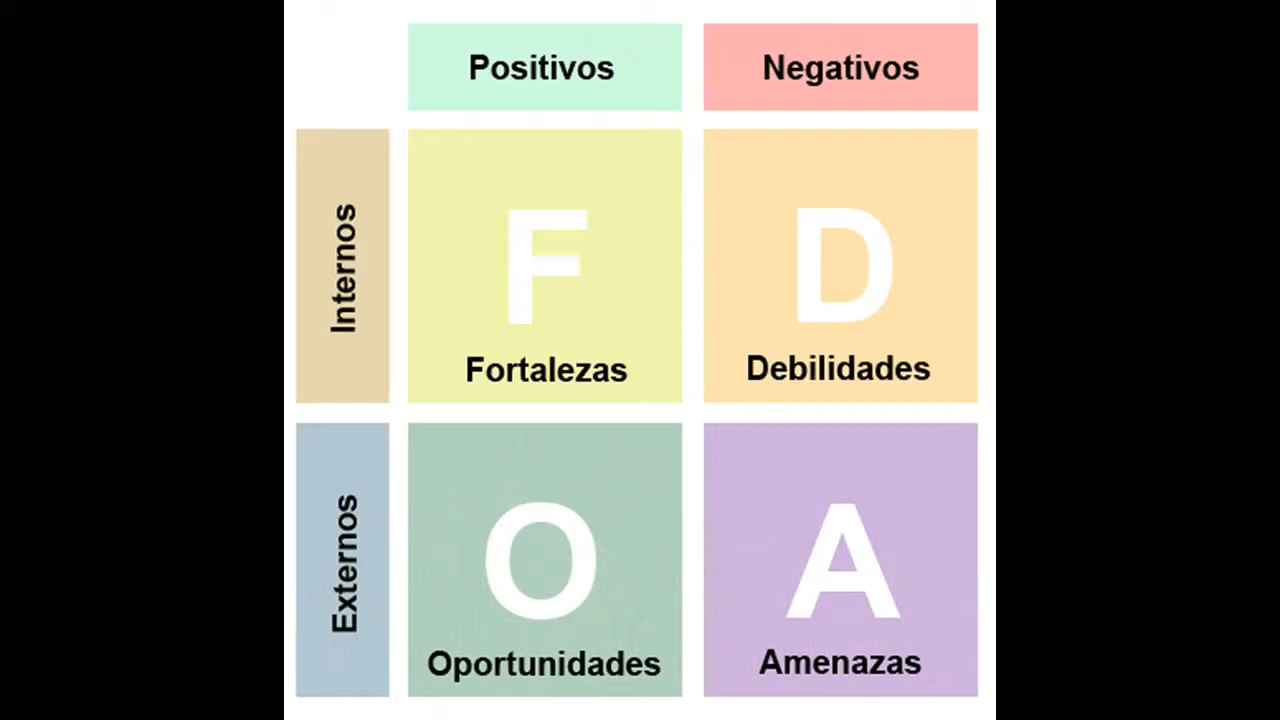 Positivos
Negativos
Internos
F
Fortalezas
D
Debilidades
Externos
O
Oportunidades
A
Amenazas